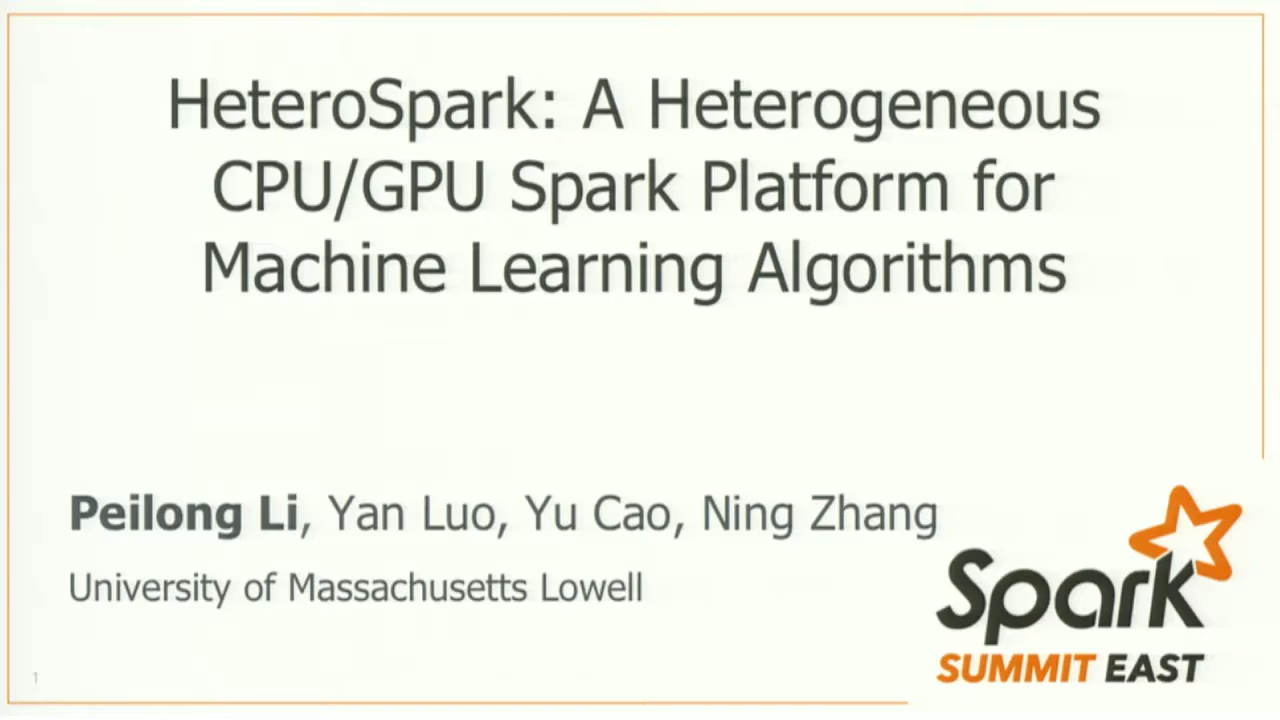 HeteroSpark: A Heterogeneous
CPU/GPU Spark Platform for
Machine Learning Algorithms
Peilong Li, Yan Luo, Yu Cao, Ning Zhang
University of Massachusetts Lowell
Spark
SUMMIT EAST
1